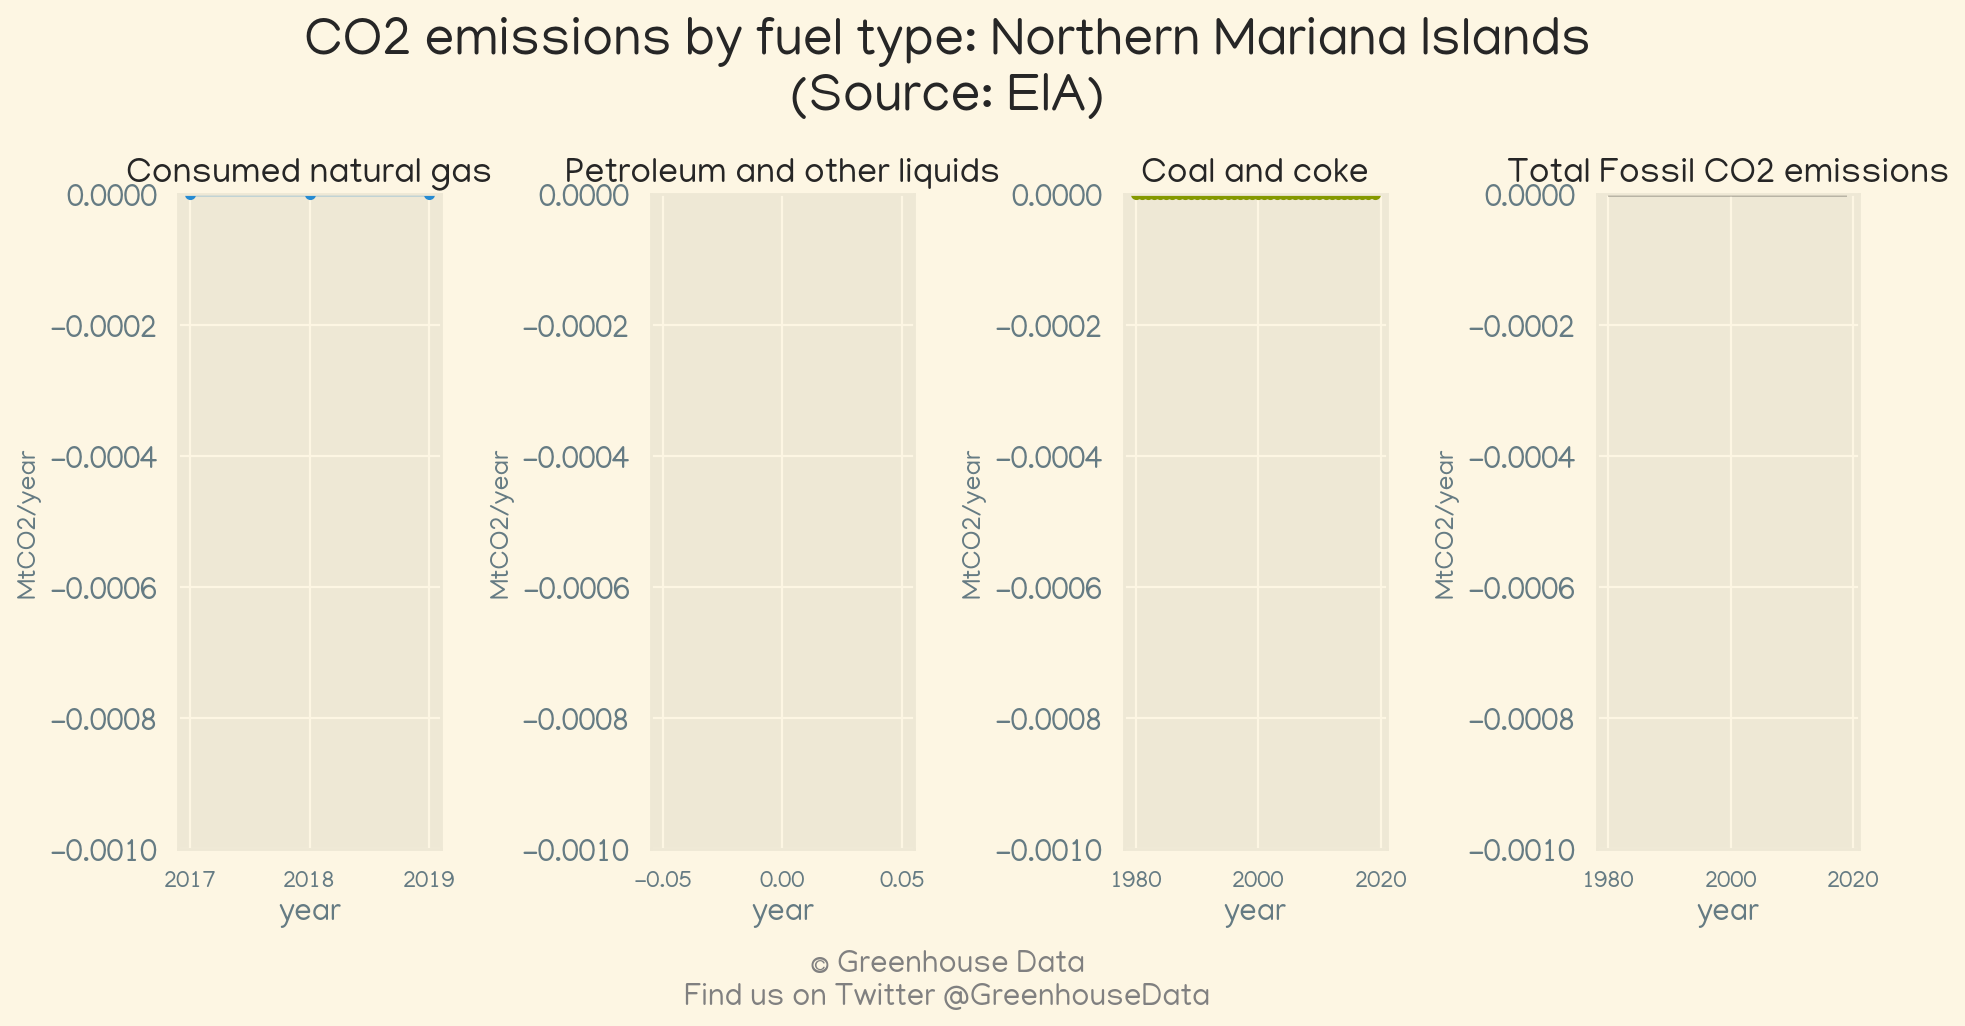 CO2 emissions by fuel type: Northern Mariana Islands
(Source: EIA)
Consumed natural gas
MtCO2/year
0.0000
−0.0002
−0.0004
−0.0006
−0.0008
−0.0010
2017 2018 2019
year
Petroleum and other liquids
MtCO2/year
0.0000
−0.0002
−0.0004
−0.0006
−0.0008
−0.0010
−0.05 0.00 0.05
year
Coal and coke
MtCO2/year
0.0000
−0.0002
−0.0004
−0.0006
−0.0008
−0.0010
1980 2000 2020
year
Total Fossil CO2 emissions
MtCO2/year
0.0000
−0.0002
−0.0004
−0.0006
−0.0008
−0.0010
1980 2000 2020
year
© Greenhouse Data
Find us on Twitter @GreenhouseData